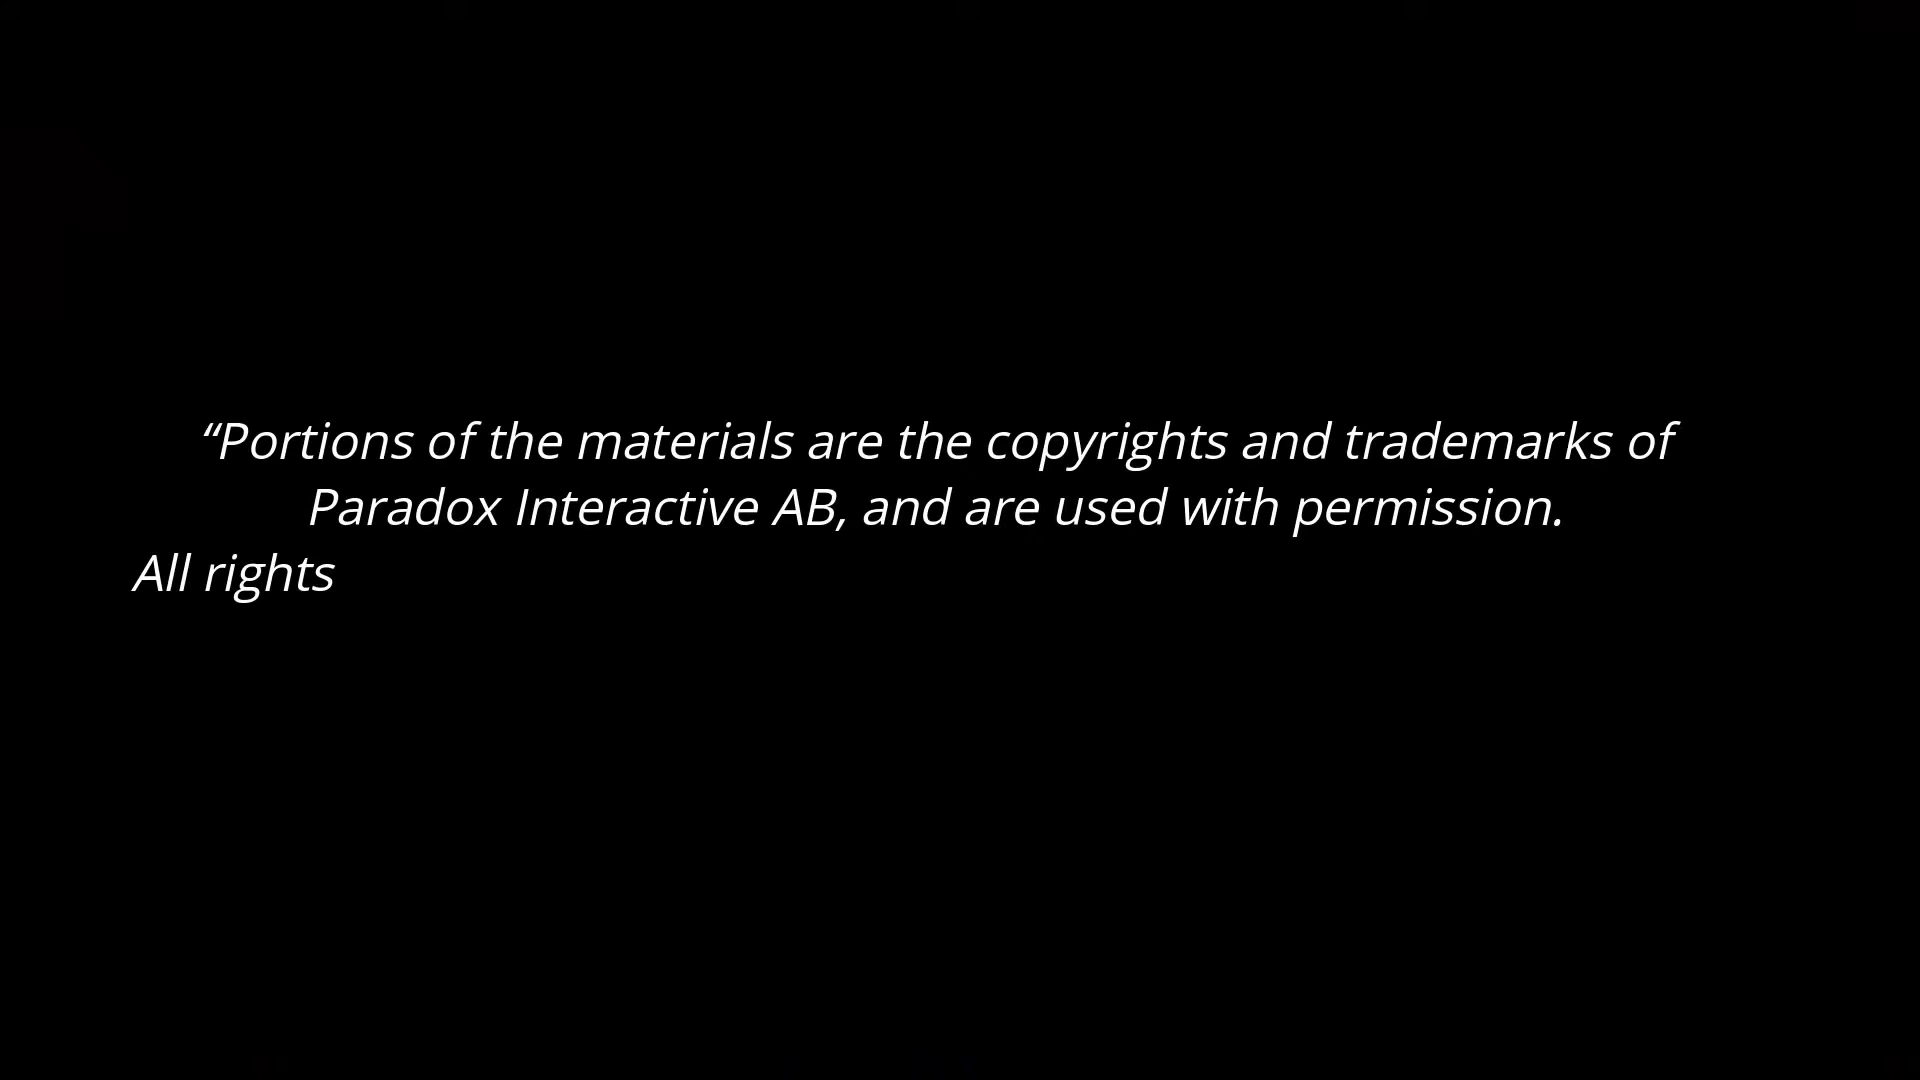 “Portions of the materials are the copyrights and trademarks of
Paradox Interactive AB, and are used with permission.
All rights